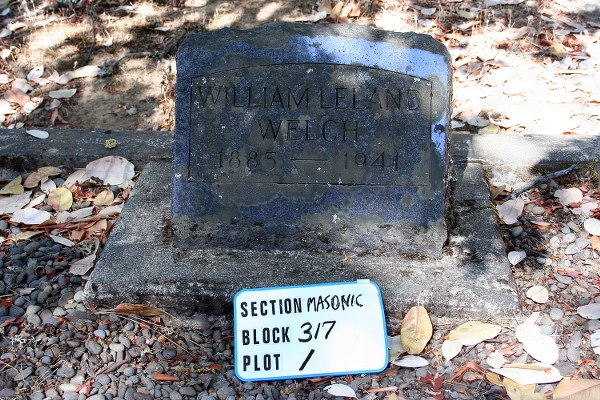 WILLIAM LELAND
WELCH
1885 — 1941
SECTION MASONIC
BLOCK 317
PLOT 1